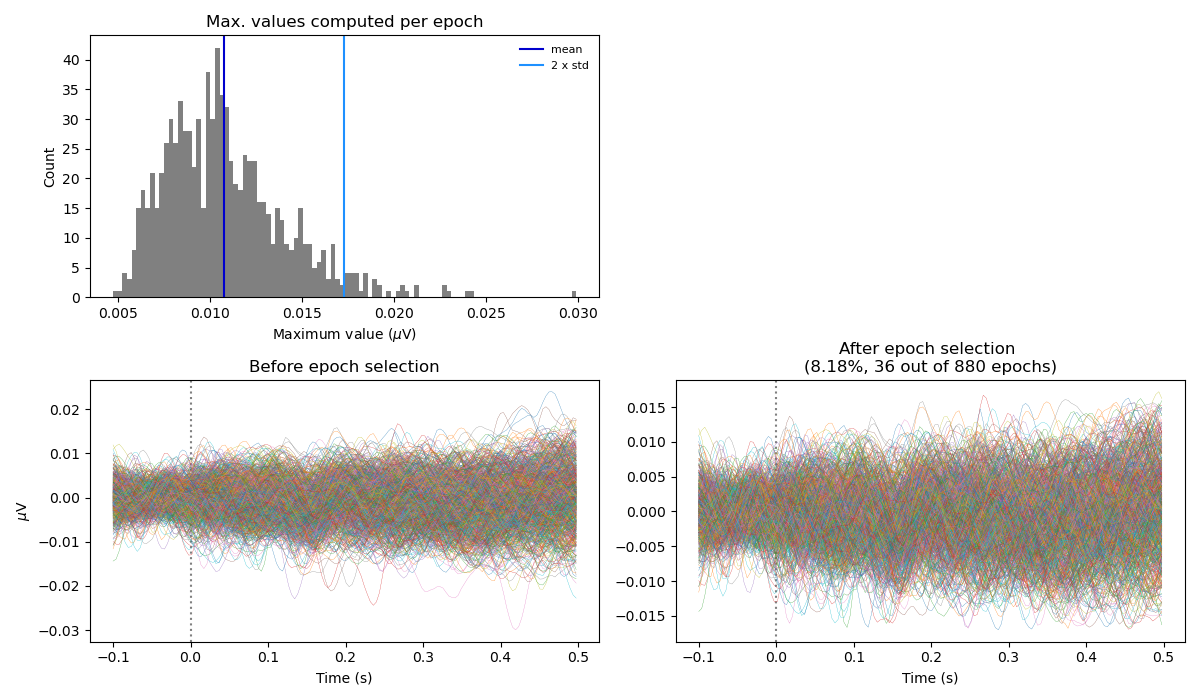 Max. values computed per epoch
mean
2 x std
Count
40
35
30
25
20
15
10
5
0
0.005 0.010 0.015 0.020 0.025 0.030
Maximum value (μV)
Before epoch selection
μV
0.02
0.01
0.00
−0.01
−0.02
−0.03
−0.1 0.0 0.1 0.2 0.3 0.4 0.5
Time (s)
After epoch selection
(8.18%, 36 out of 880 epochs)
0.015
0.010
0.005
0.000
−0.005
−0.010
−0.015
−0.1 0.0 0.1 0.2 0.3 0.4 0.5
Time (s)